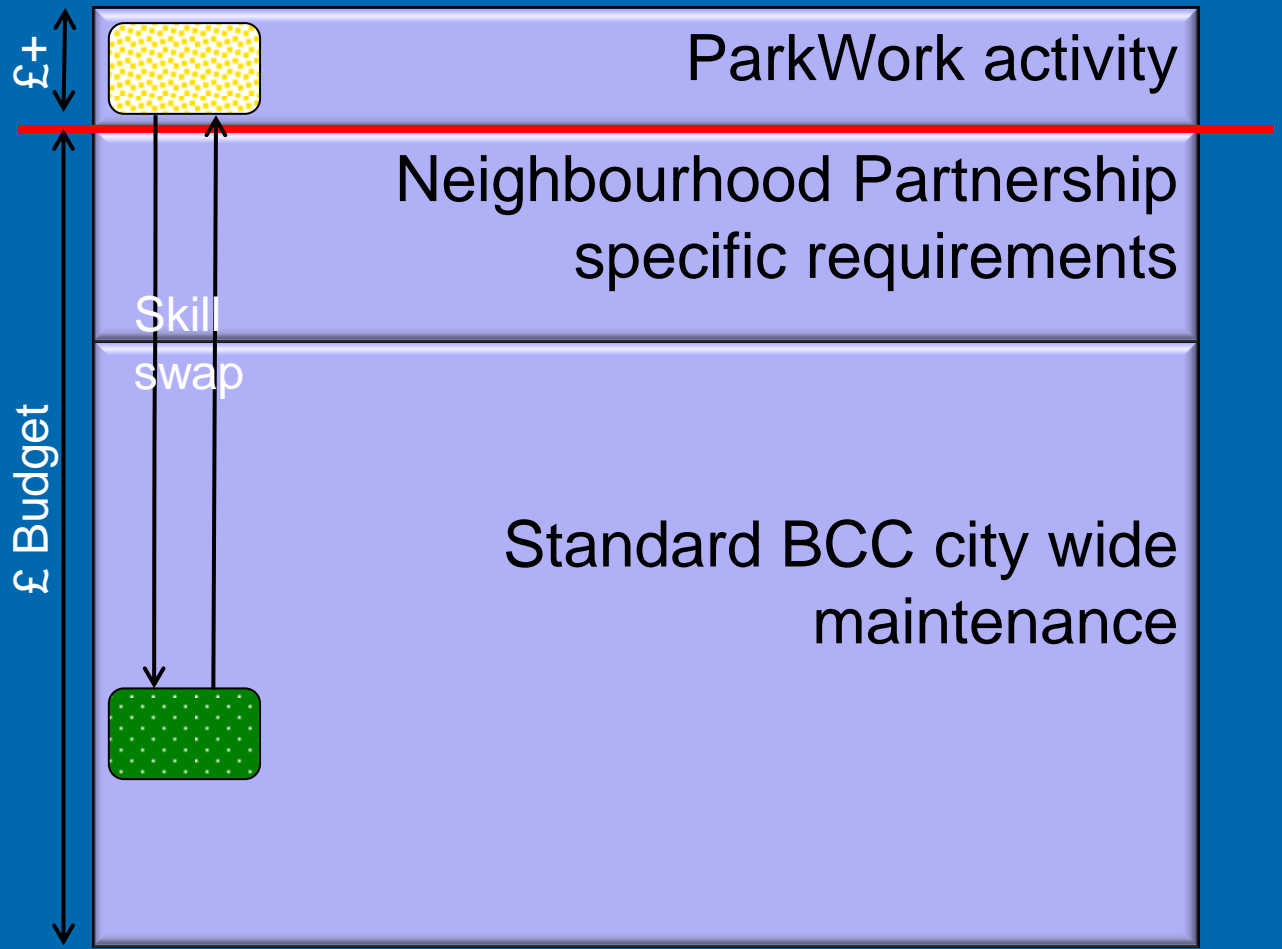 £+
ParkWork activity
Neighbourhood Partnership
specific requirements
Skill
swap
£ Budget
Standard BCC city wide
maintenance